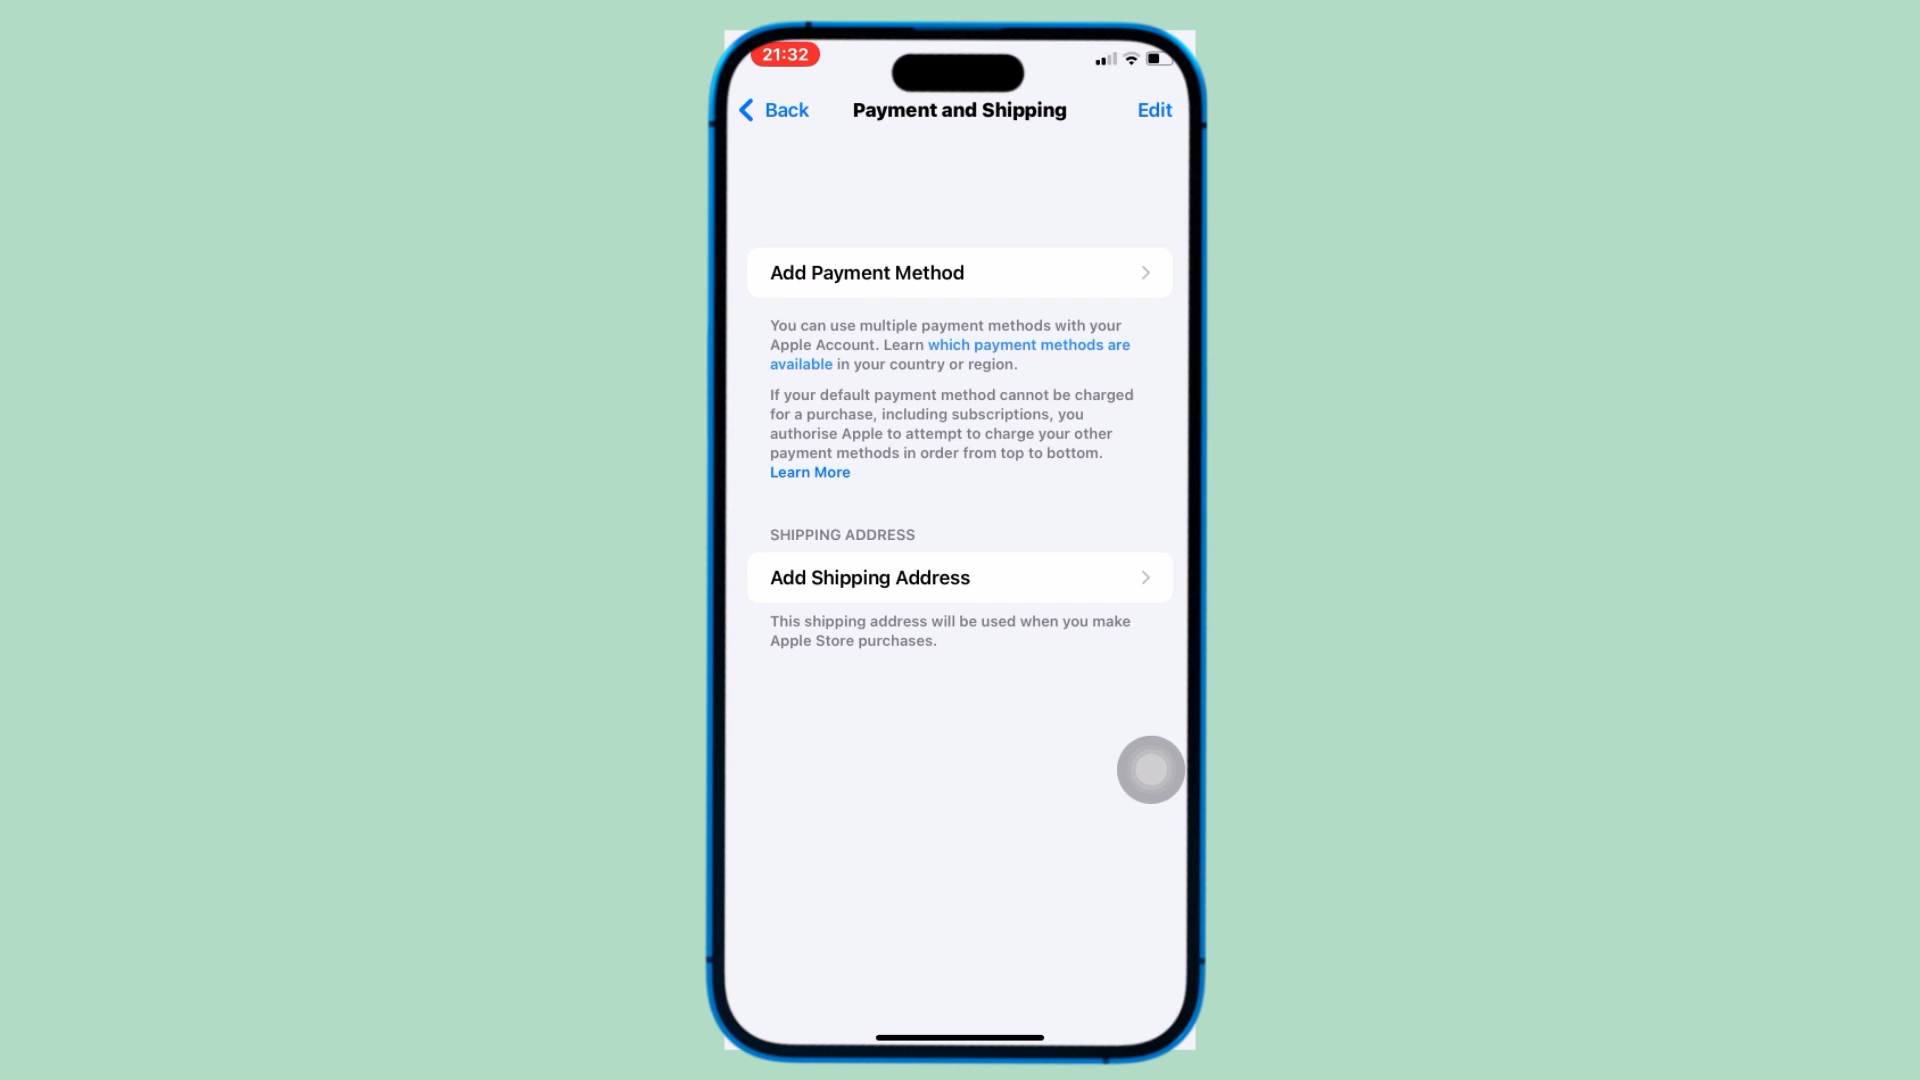 21:32
Back
Payment and Shipping
Edit
Add Payment Method
You can use multiple payment methods with your
Apple Account. Learn which payment methods are
available in your country or region.
If your default payment method cannot be charged
for a purchase, including subscriptions, you
authorise Apple to attempt to charge your other
payment methods in order from top to bottom.
Learn More
SHIPPING ADDRESS
Add Shipping Address
This shipping address will be used when you make
Apple Store purchases.